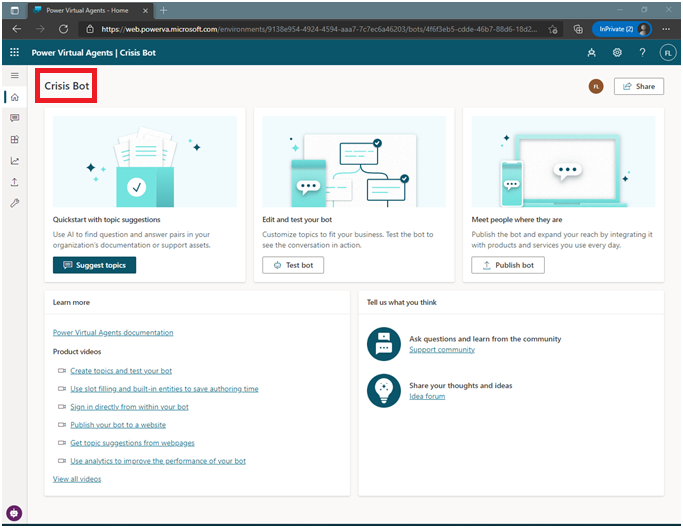 Power Virtual Agents - Home
https://web.powerva.microsoft.com/environments/9138e954-4924-4594-aaa7-7c7ec6a46203/bots/4f6f3eb5-cdde-46b7-88d6-18d2...
InPrivate (2)
Power Virtual Agents | Crisis Bot
FL
Crisis Bot
FL
Share
Quickstart with topic suggestions
Use AI to find question and answer pairs in your
organization's documentation or support assets.
Suggest topics
Edit and test your bot
Customize topics to fit your business. Test the bot to
see the conversation in action.
Test bot
Meet people where they are
Publish the bot and expand your reach by integrating it
with products and services you use every day.
Publish bot
Learn more
Power Virtual Agents documentation
Product videos
Create topics and test your bot
Use slot filling and built-in entities to save authoring time
Sign in directly from within your bot
Publish your bot to a website
Get topic suggestions from webpages
Use analytics to improve the performance of your bot
View all videos
Tell us what you think
Ask questions and learn from the community
Support community
Share your thoughts and ideas
Idea forum